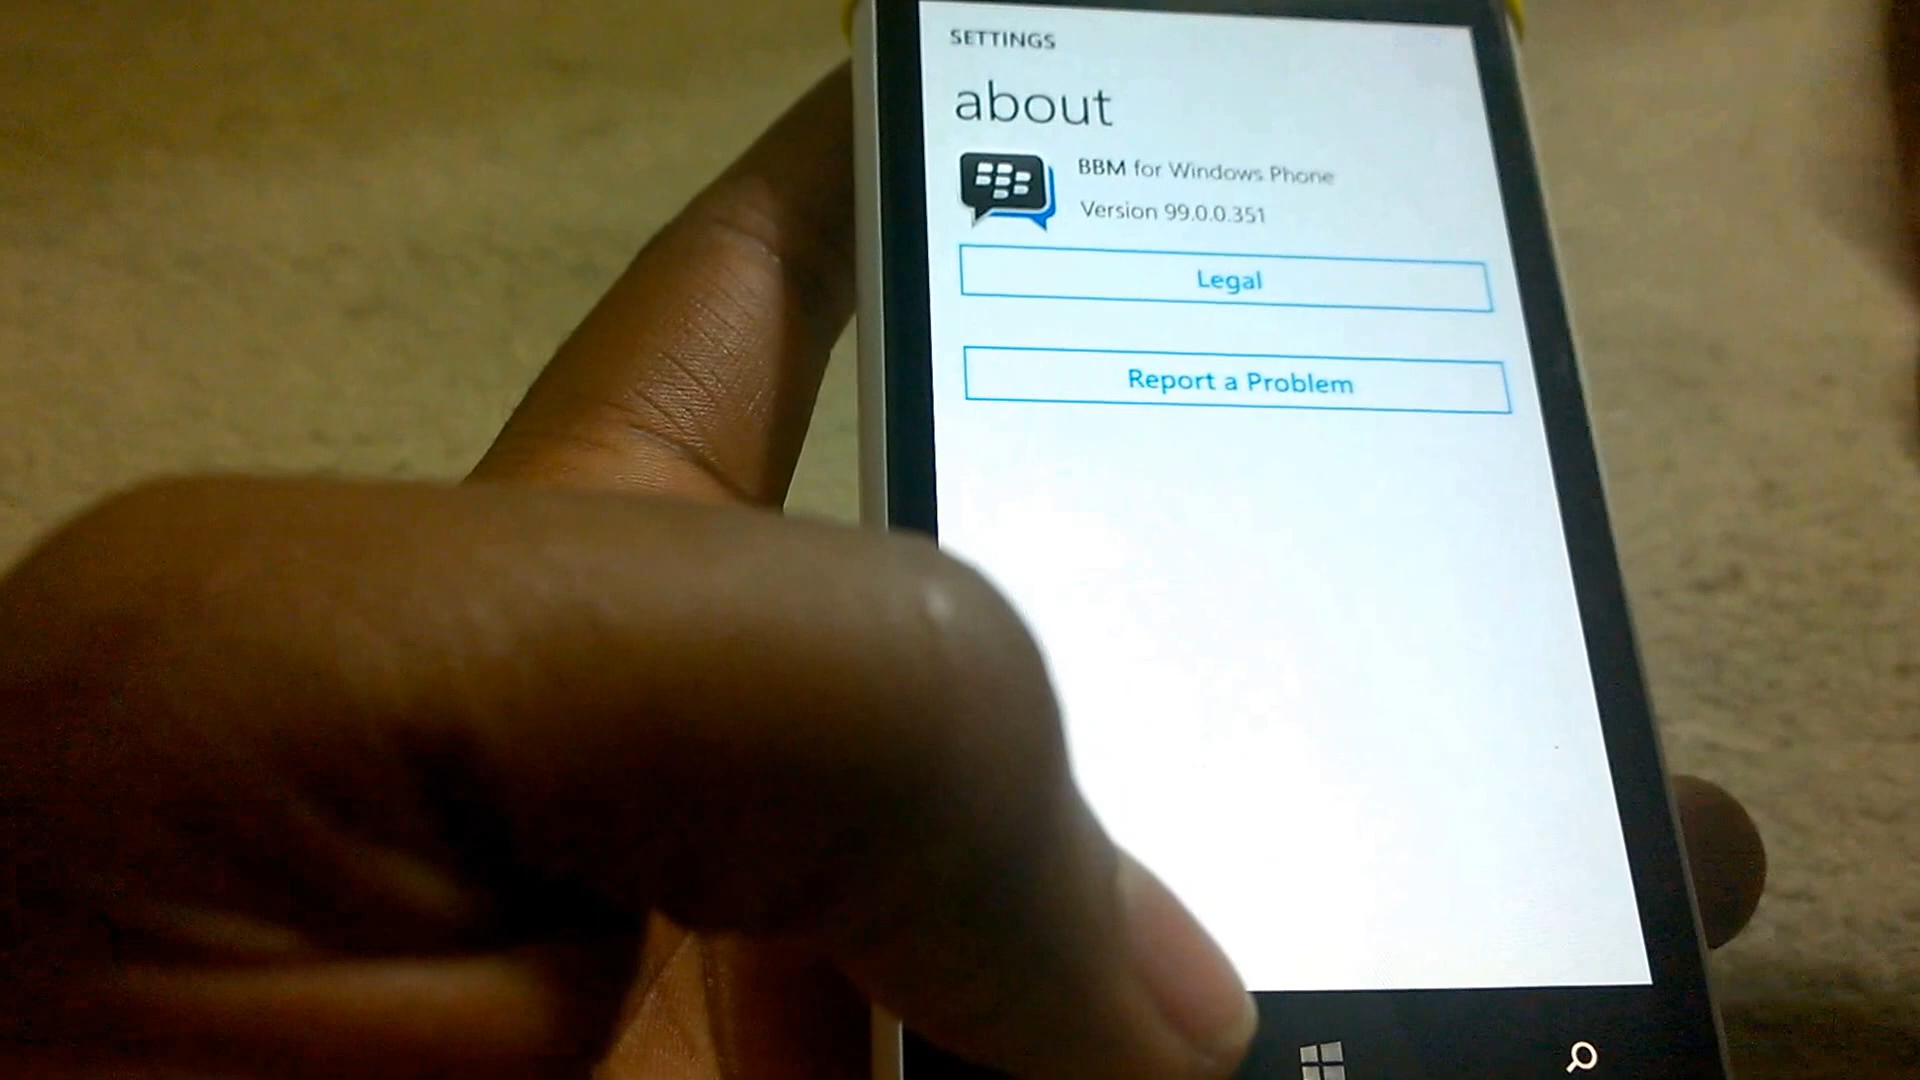 SETTINGS
about
BBM for Windows Phone
Version 99.0.0.351
Legal
Report a Problem